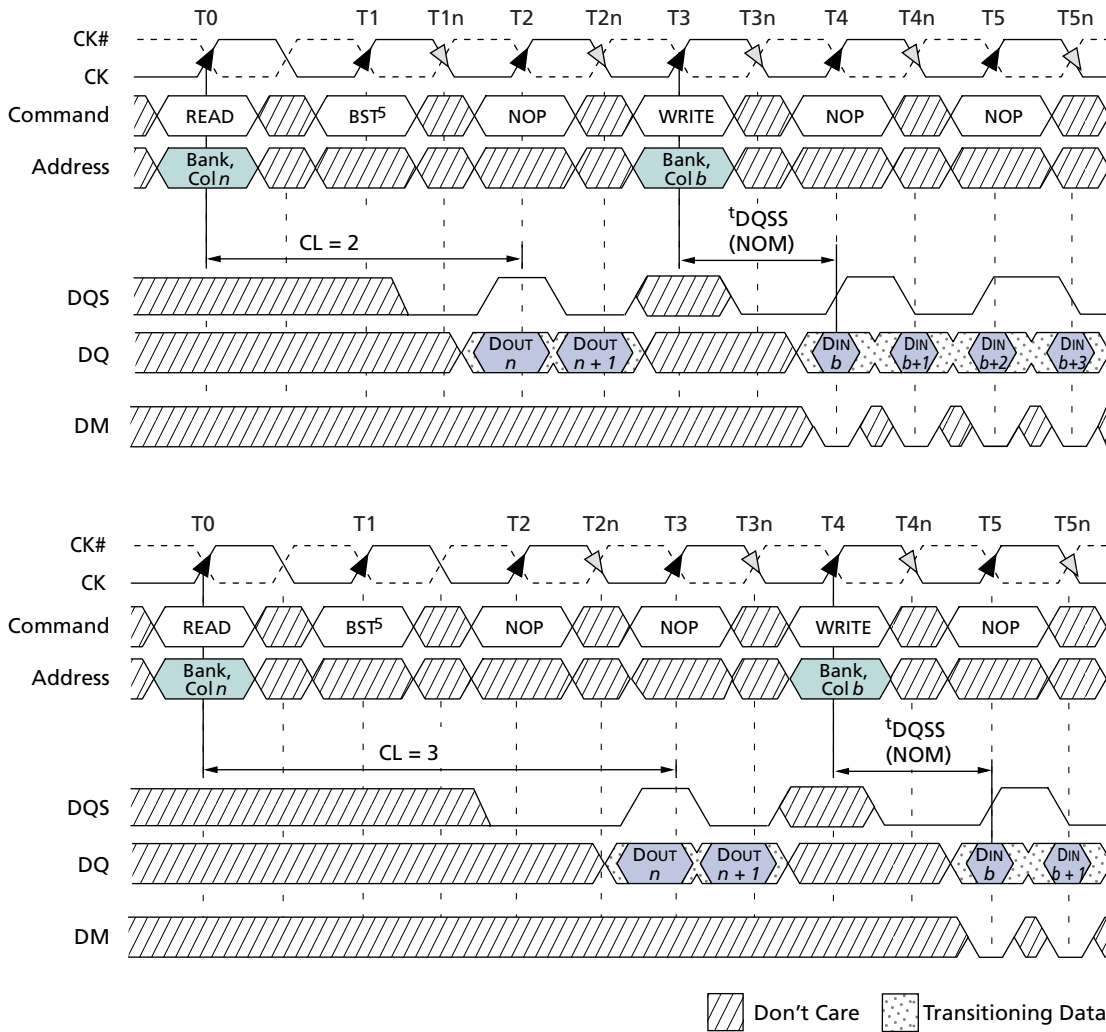 T0 T1 T1n T2 T2n T3 T3n T4 T4n T5 T5n
CK#
CK
Command READ BST5 NOP WRITE NOP NOP
Address Bank, Col n Bank, Col b
tDQSS (NOM)
CL = 2
DQS
DQ DOUT n DOUT n + 1 DIN b DIN b+1 DIN b+2 DIN b+3
DM
T0 T1 T2 T2n T3 T3n T4 T4n T5 T5n
CK#
CK
Command READ BST5 NOP NOP WRITE NOP
Address Bank, Col n Bank, Col b
tDQSS (NOM)
CL = 3
DQS
DQ DOUT n DOUT n + 1 DIN b DIN b + 1
DM
Don't Care Transitioning Data